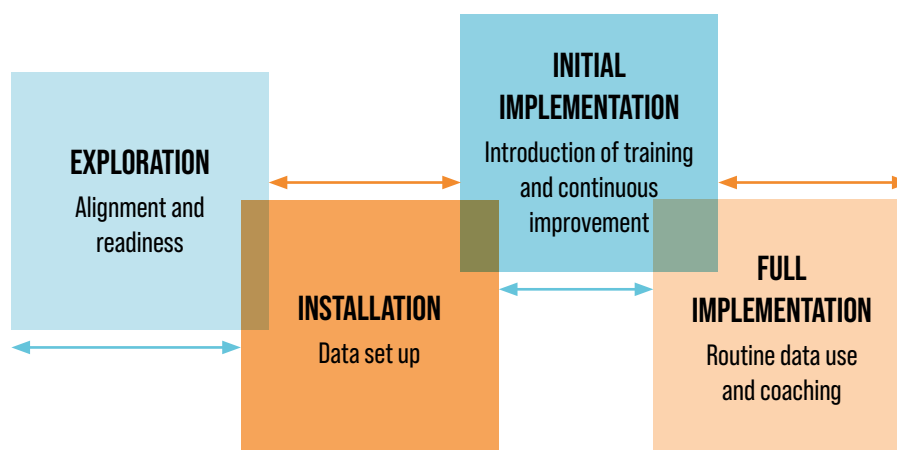 EXPLORATION
Alignment and
readiness
INSTALLATION
Data set up
INITIAL
IMPLEMENTATION
Introduction of training
and continuous
improvement
FULL
IMPLEMENTATION
Routine data use
and coaching